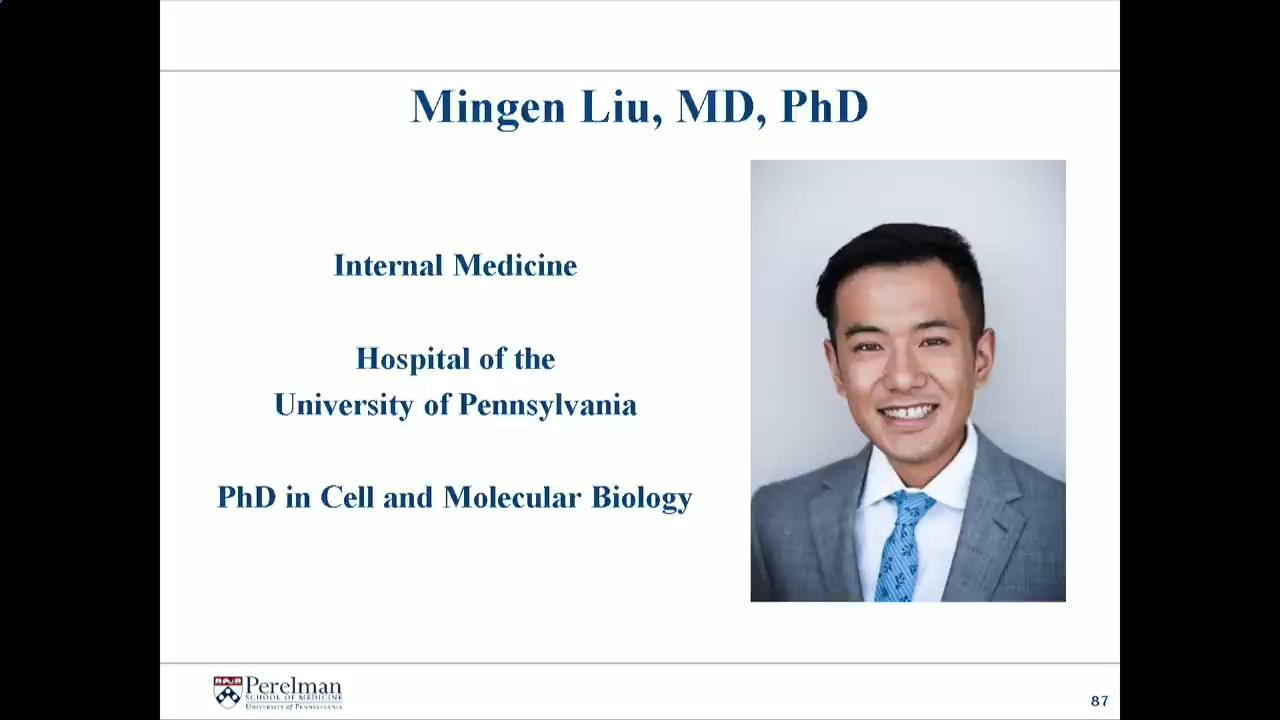 Mingen Liu, MD, PhD
Internal Medicine
Hospital of the
University of Pennsylvania
PhD in Cell and Molecular Biology
Perelman
SCHOOL OF MEDICINE
UNIVERSITY of PENNSYLVANIA
87